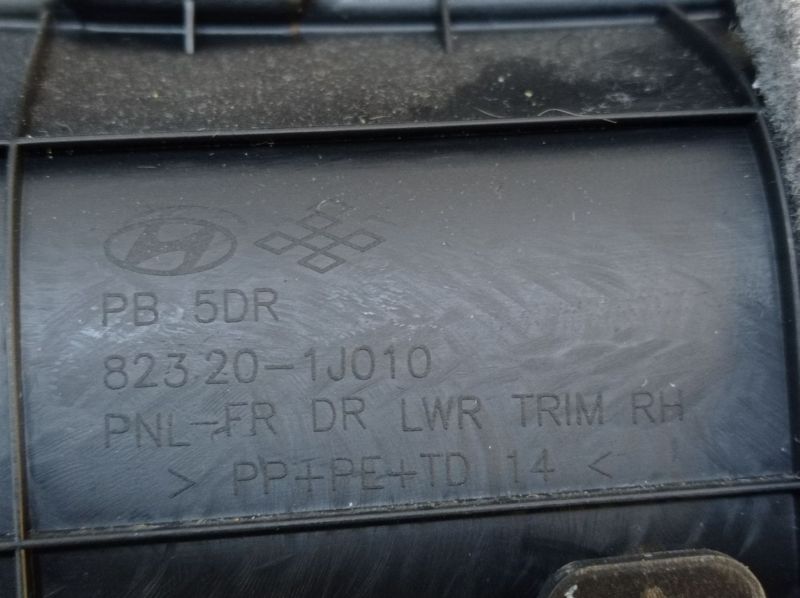 PB 5DR
82320-1J010
PNL-FR DR LWR TRIM RH
> PP+PE+TD 14 <